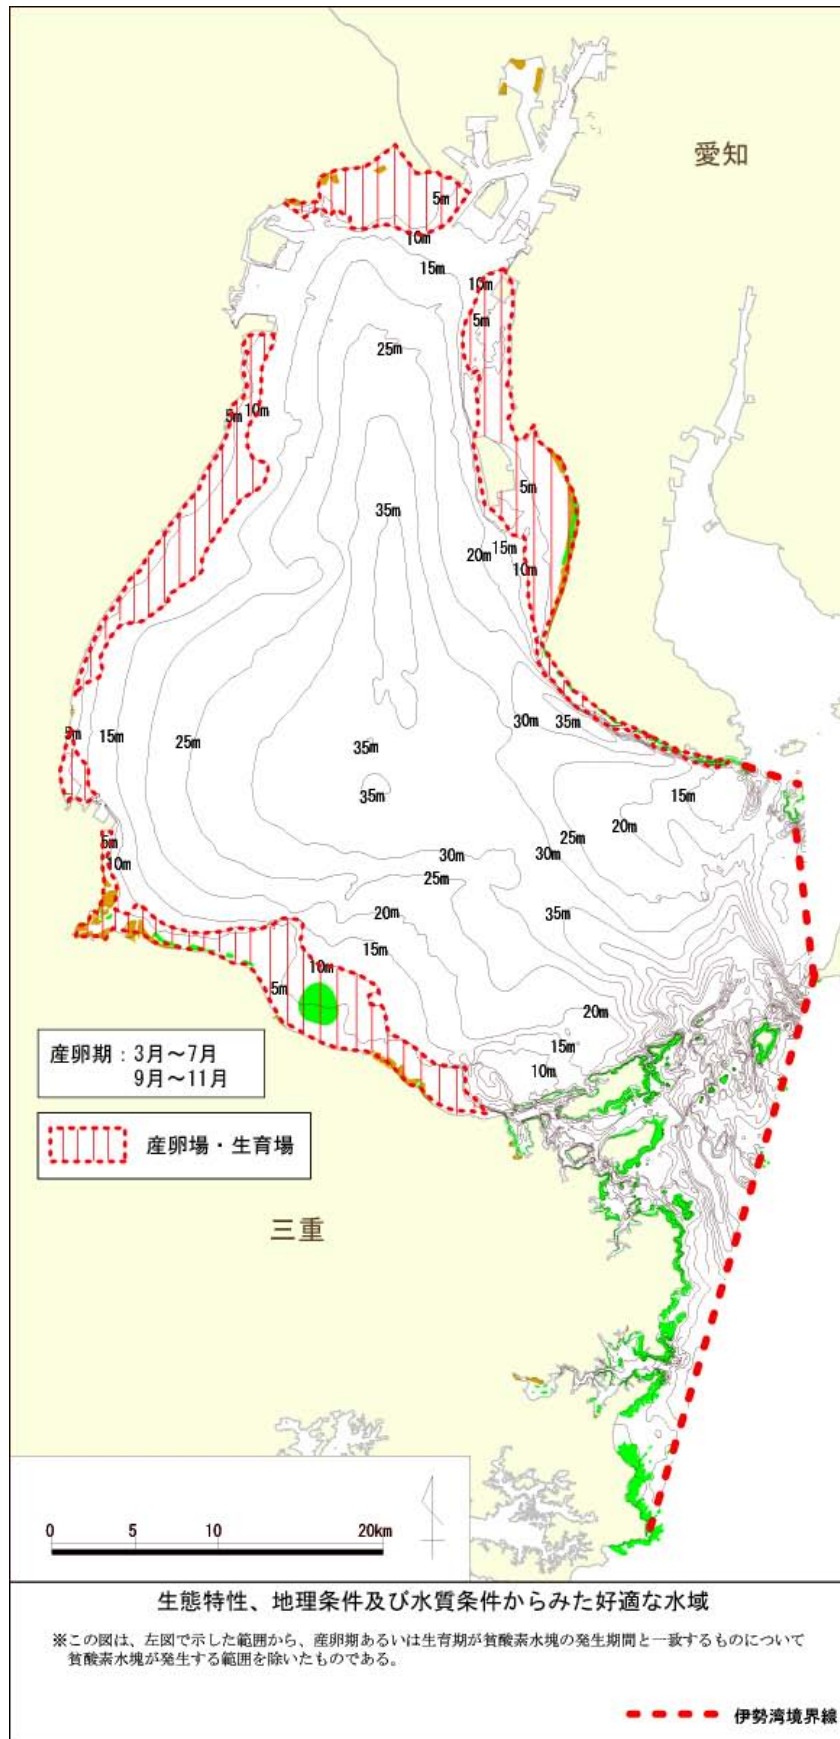 愛知
5m
10m
15m
10m
5m
25m
5m
10m
5m
35m
20m
15m
10m
30m
35m
5m
15m
25m
35m
35m
15m
25m
20m
5m
10m
30m
30m
25m
20m
35m
15m
10m
5m
20m
15m
10m
産卵期：3月～7月
9月～11月
産卵場・生育場
三重
0 5 10 20km
生態特性、地理条件及び水質条件からみた好適な水域
※この図は、左図で示した範囲から、産卵期あるいは生育期が貧酸素水塊の発生期間と一致するものについて
貧酸素水塊が発生する範囲を除いたものである。
伊勢湾境界線